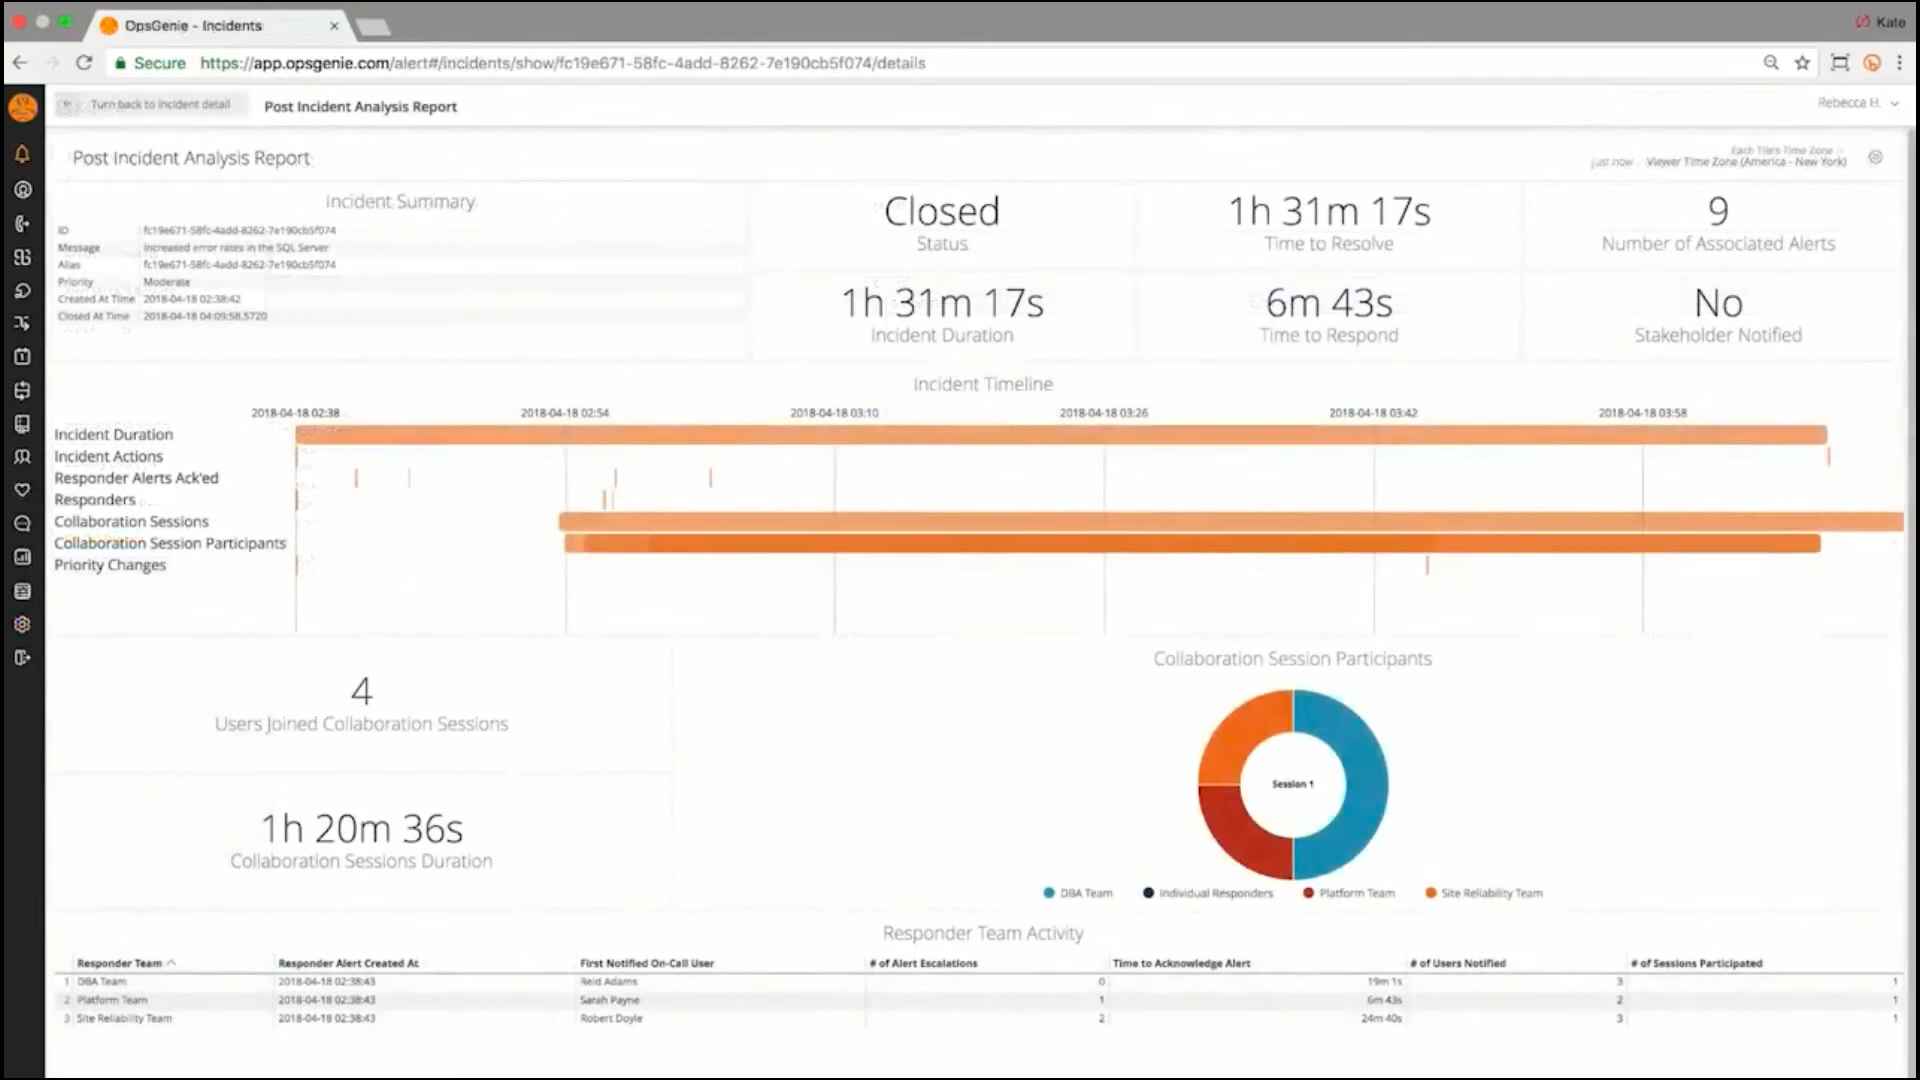 OpsGenie - Incidents
Kate
Secure https://app.opsgenie.com/alert#/incidents/show/fc19e671-58fc-4add-8262-7e190cb5f074/details
Turn back to incident detail
Post Incident Analysis Report
Rebecca H.
Post Incident Analysis Report
Each Tile's Time Zone
just now Viewer Time Zone (America - New York)
Incident Summary
ID fc19e671-58fc-4add-8262-7e190cb5f074
Message Increased error rates in the SQL Server
Alias fc19e671-58fc-4add-8262-7e190cb5f074
Priority Moderate
Created At Time 2018-04-18 02:38:42
Closed At Time 2018-04-18 04:09:58.5720
Closed
Status
1h 31m 17s
Time to Resolve
9
Number of Associated Alerts
1h 31m 17s
Incident Duration
6m 43s
Time to Respond
No
Stakeholder Notified
Incident Timeline
2018-04-18 02:38 2018-04-18 02:54 2018-04-18 03:10 2018-04-18 03:26 2018-04-18 03:42 2018-04-18 03:58
Incident Duration
Incident Actions
Responder Alerts Ack'ed
Responders
Collaboration Sessions
Collaboration Session Participants
Priority Changes
4
Users Joined Collaboration Sessions
1h 20m 36s
Collaboration Sessions Duration
Collaboration Session Participants
Session 1
DBA Team Individual Responders Platform Team Site Reliability Team
Responder Team Activity
Responder Team Responder Alert Created At First Notified On-Call User # of Alert Escalations Time to Acknowledge Alert # of Users Notified # of Sessions Participated
1 DBA Team 2018-04-18 02:38:43 Reid Adams 0 19m 1s 3 1
2 Platform Team 2018-04-18 02:38:43 Sarah Payne 1 6m 43s 2 1
3 Site Reliability Team 2018-04-18 02:38:43 Robert Doyle 2 24m 40s 3 1